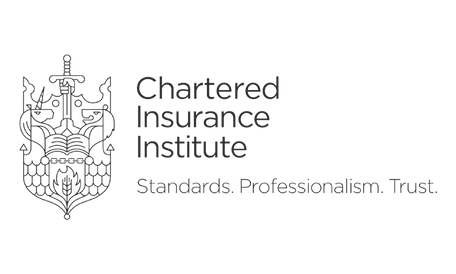 Chartered
Insurance
Institute
Standards. Professionalism. Trust.